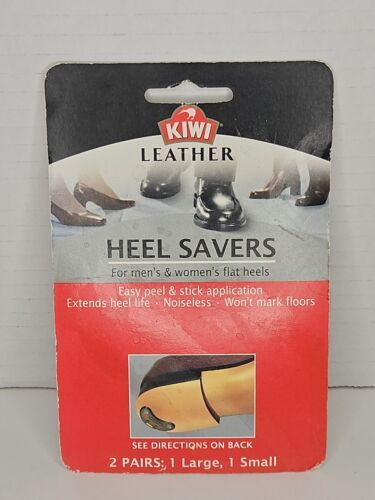 KIWI
LEATHER
HEEL SAVERS
For men's & women's flat heels
Easy peel & stick application
Extends heel life · Noiseless · Won't mark floors
SEE DIRECTIONS ON BACK
2 PAIRS: 1 Large, 1 Small